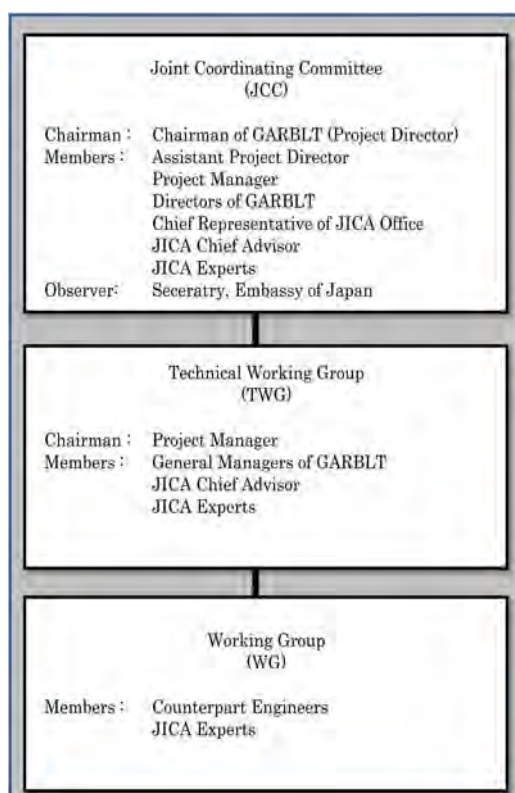 Joint Coordinating Committee
(JCC)
Chairman : Chairman of GARBLT (Project Director)
Members : Assistant Project Director
Project Manager
Directors of GARBLT
Chief Representative of JICA Office
JICA Chief Advisor
JICA Experts
Observer: Seceratry, Embassy of Japan
Technical Working Group
(TWG)
Chairman : Project Manager
Members : General Managers of GARBLT
JICA Chief Advisor
JICA Experts
Working Group
(WG)
Members : Counterpart Engineers
JICA Experts